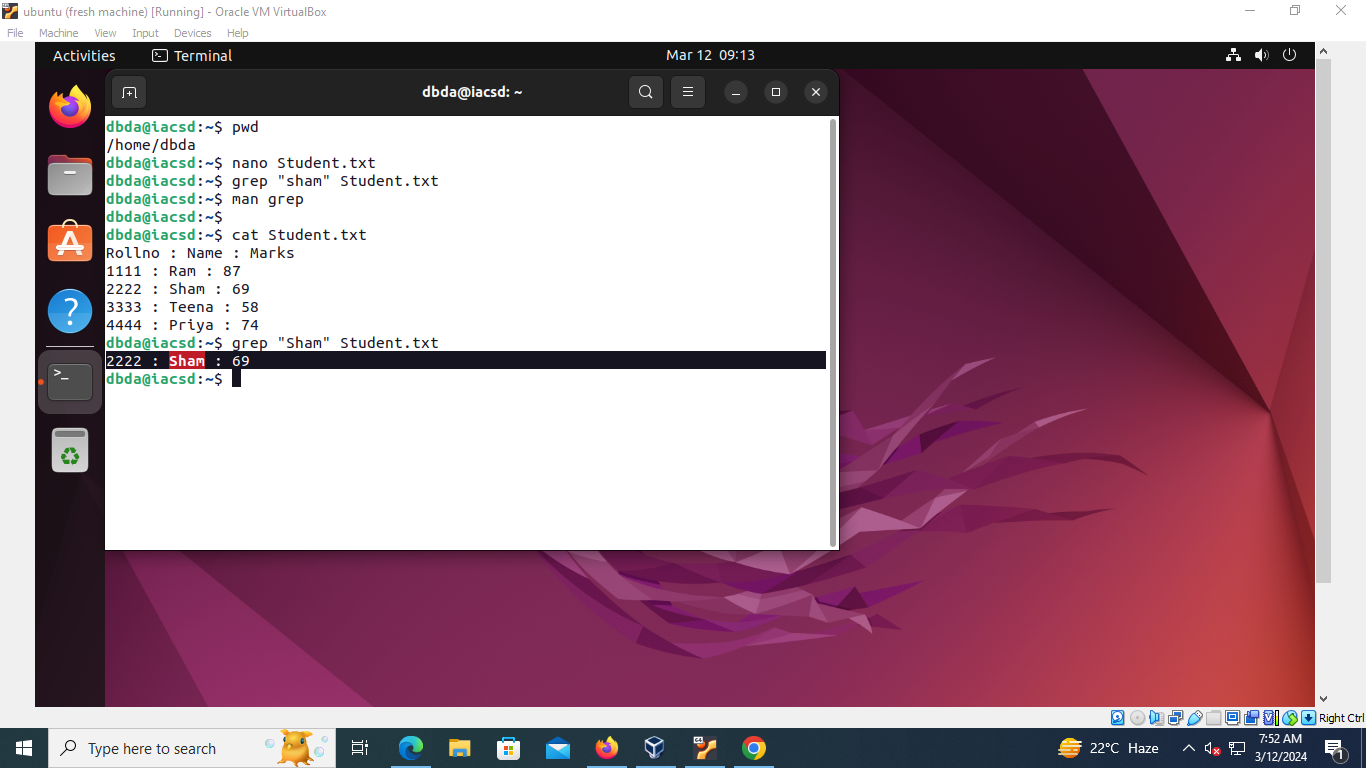 ubuntu (fresh machine) [Running] - Oracle VM VirtualBox
File Machine View Input Devices Help
Activities Terminal Mar 12 09:13
dbda@iacsd: ~
dbda@iacsd:~$ pwd
/home/dbda
dbda@iacsd:~$ nano Student.txt
dbda@iacsd:~$ grep "sham" Student.txt
dbda@iacsd:~$ man grep
dbda@iacsd:~$
dbda@iacsd:~$ cat Student.txt
Rollno : Name : Marks
1111 : Ram : 87
2222 : Sham : 69
3333 : Teena : 58
4444 : Priya : 74
dbda@iacsd:~$ grep "Sham" Student.txt
2222 : Sham : 69
dbda@iacsd:~$
Right Ctrl
Type here to search
22°C Haze
7:52 AM
3/12/2024
1